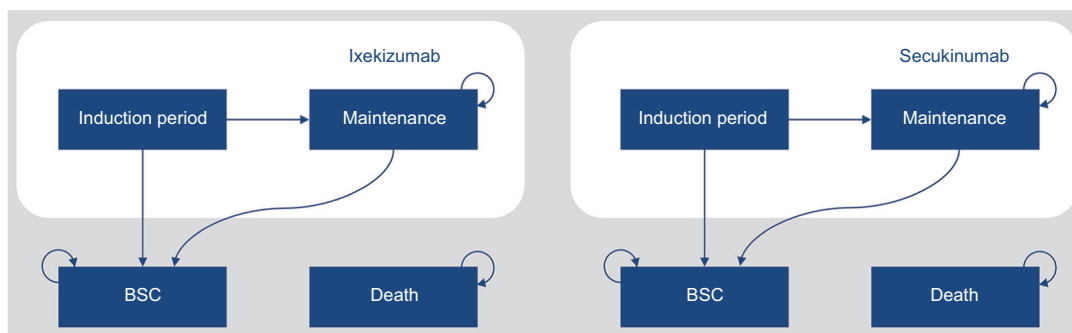 Ixekizumab
Induction period
Maintenance
BSC
Death
Secukinumab
Induction period
Maintenance
BSC
Death